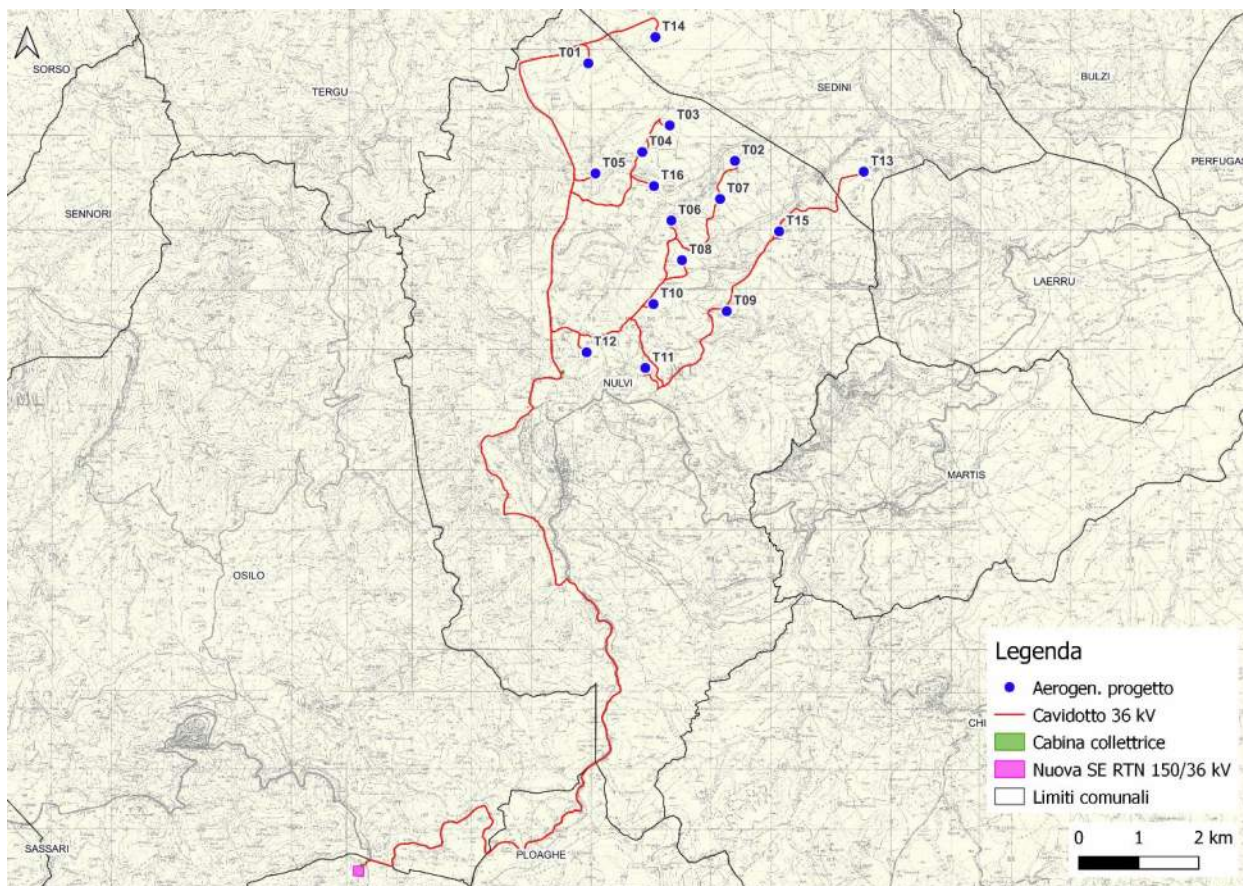 T14
T01
SORSO
BULZI
SEDINI
TERGU
T03
T04
T02
T05
T13
PERFUGAS
T16
T07
SENNORI
T06
T15
T08
LAERRU
T10
T09
T12
T11
NULVI
MARTIS
OSILO
Legenda
Aerogen. progetto
Cavidotto 36 kV
CHI
Cabina collettrice
Nuova SE RTN 150/36 kV
Limiti comunali
0 1 2 km
SASSARI
PLOAGHE